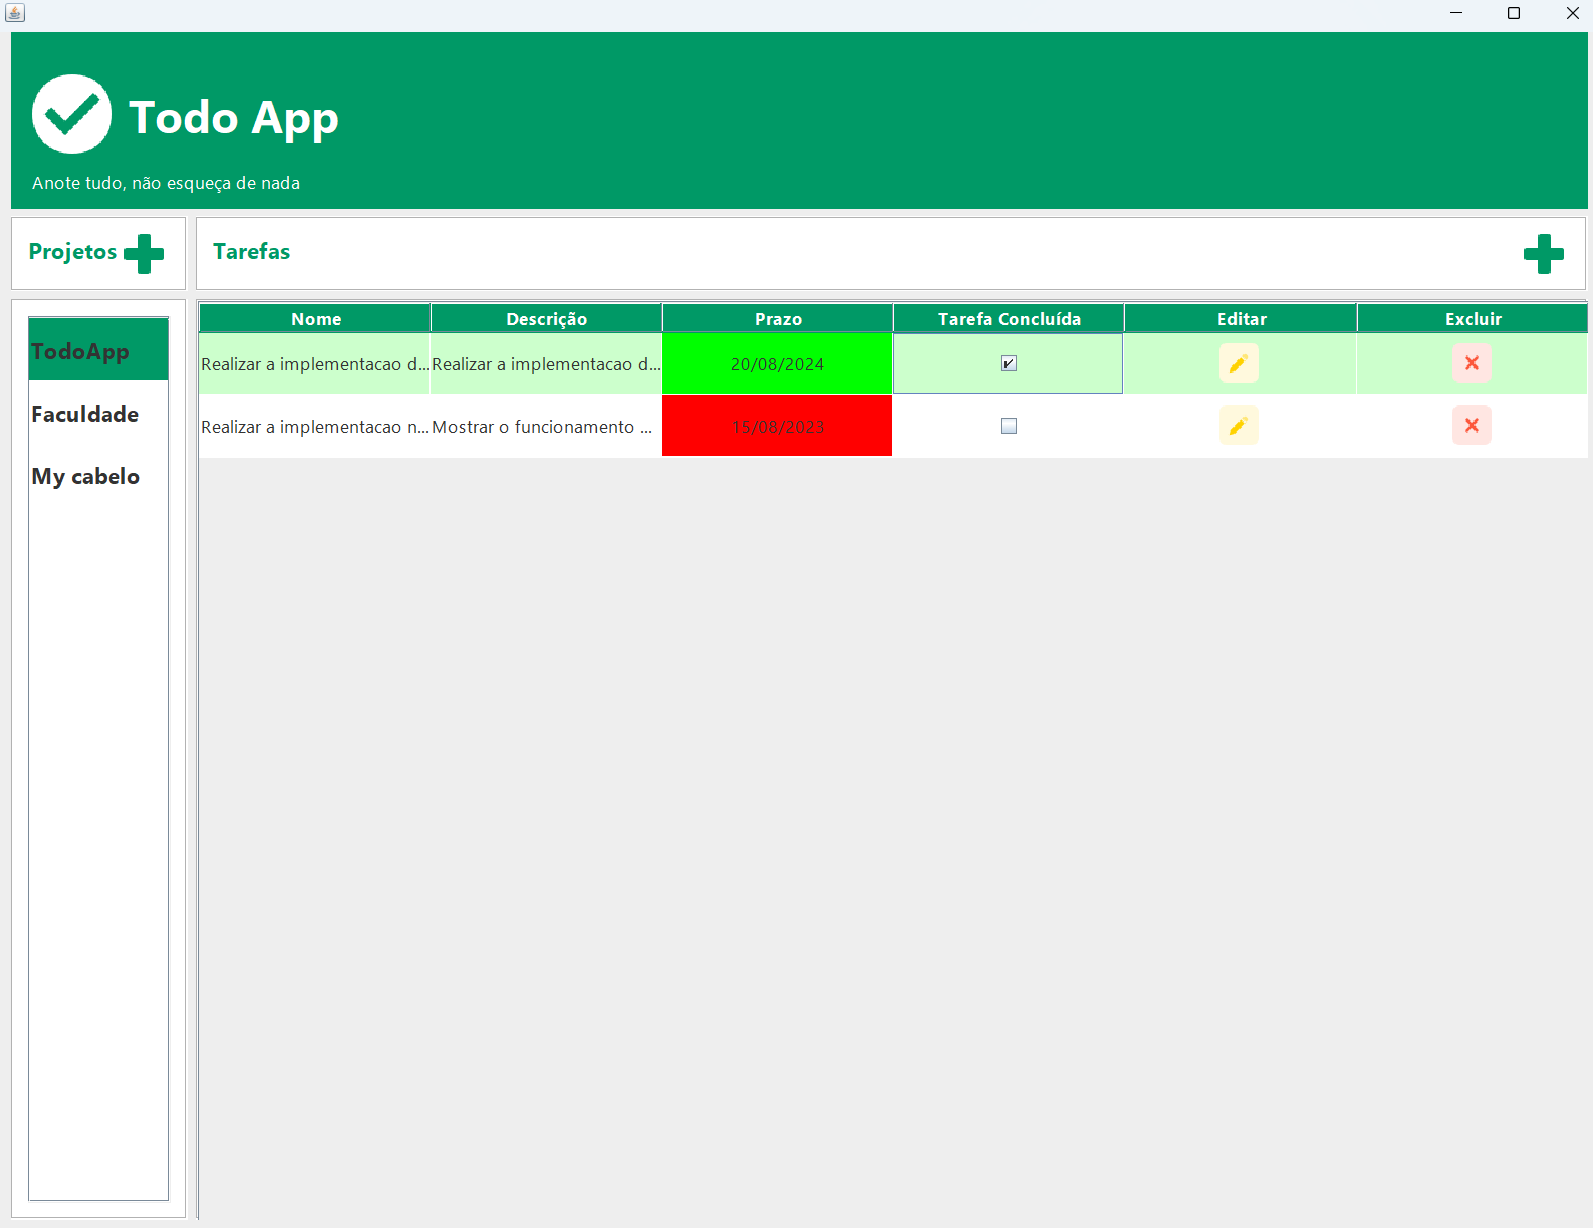 Todo App
Anote tudo, não esqueça de nada
Projetos
Tarefas
TodoApp
Faculdade
My cabelo
Nome Descrição Prazo Tarefa Concluída Editar Excluir
Realizar a implementacao d... Realizar a implementacao d... 20/08/2024
Realizar a implementacao n... Mostrar o funcionamento ... 15/08/2023